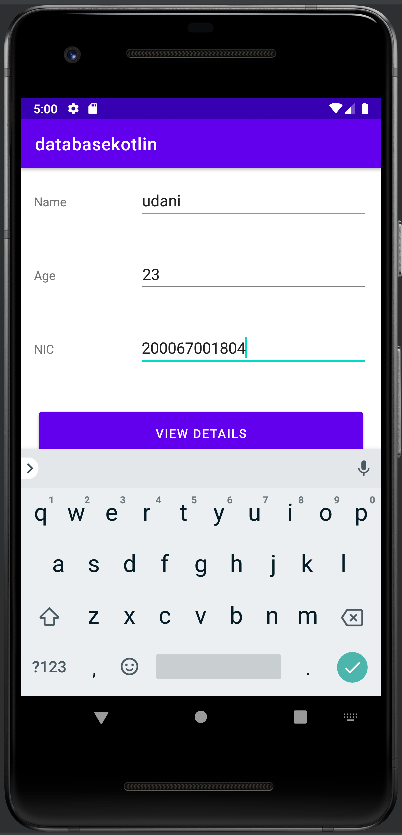 5:00
databasekotlin
Name udani
Age 23
NIC 200067001804
VIEW DETAILS
1 2 3 4 5 6 7 8 9 0
q w e r t y u i o p
a s d f g h j k l
z x c v b n m
?123 , .